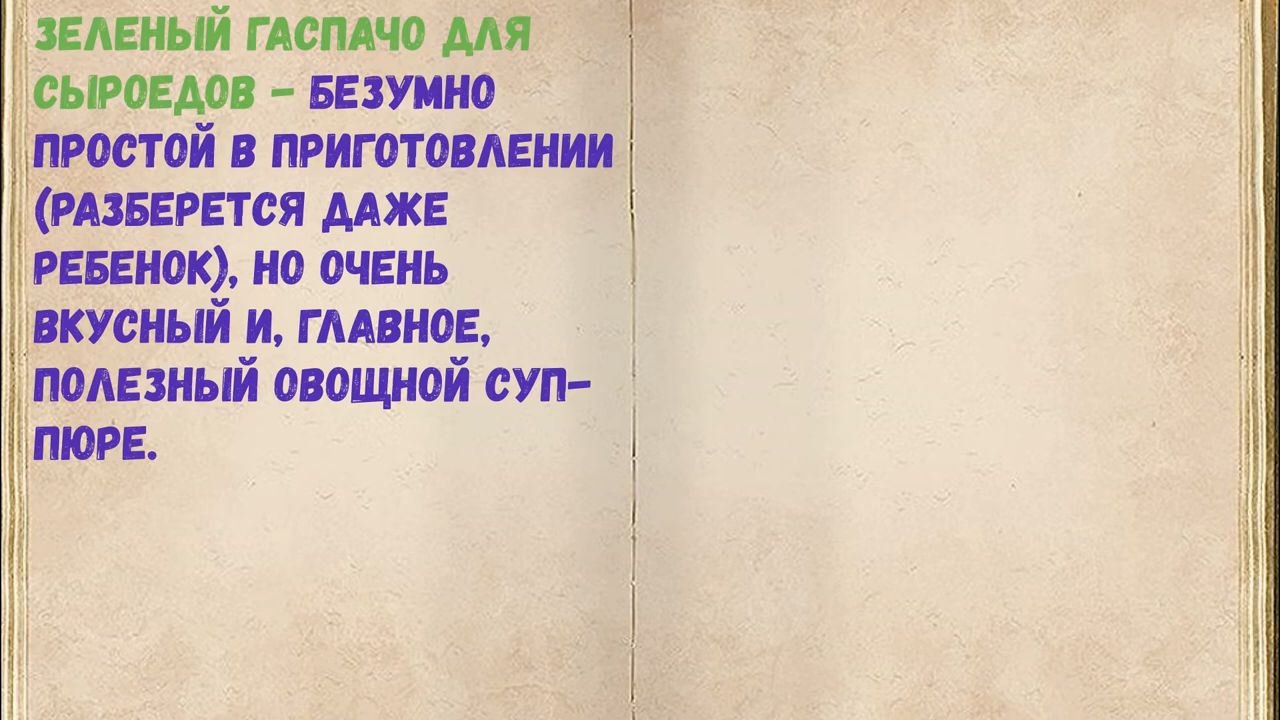 ЗЕЛЕНЫЙ ГАСПАЧО ДЛЯ
СЫРОЕДОВ - БЕЗУМНО
ПРОСТОЙ В ПРИГОТОВЛЕНИИ
(РАЗБЕРЕТСЯ ДАЖЕ
РЕБЕНОК), НО ОЧЕНЬ
ВКУСНЫЙ И, ГЛАВНОЕ,
ПОЛЕЗНЫЙ ОВОЩНОЙ СУП-
ПЮРЕ.